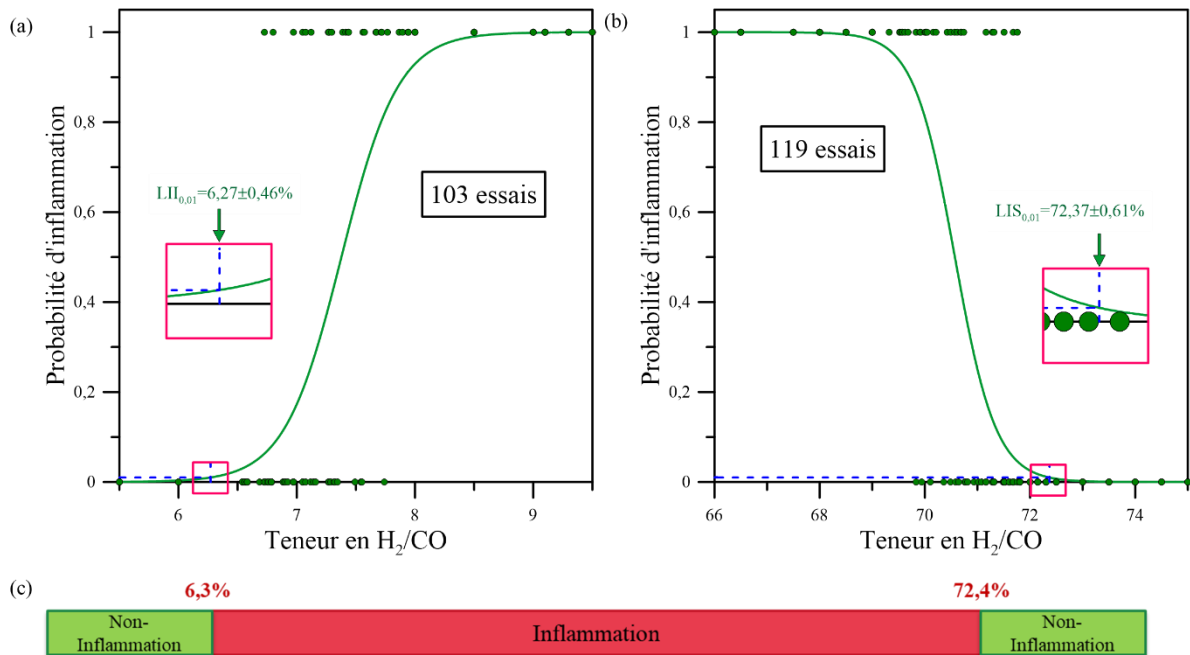 (a)
Probabilité d'inflammation
1
0,8
0,6
0,4
0,2
0
LII0,01=6,27±0,46%
103 essais
6 7 8 9
Teneur en H2/CO
(b)
Probabilité d'inflammation
1
0,8
0,6
0,4
0,2
0
119 essais
LIS0,01=72,37±0,61%
66 68 70 72 74
Teneur en H2/CO
(c)
6,3% 72,4%
Non-
Inflammation
Inflammation
Non-
Inflammation